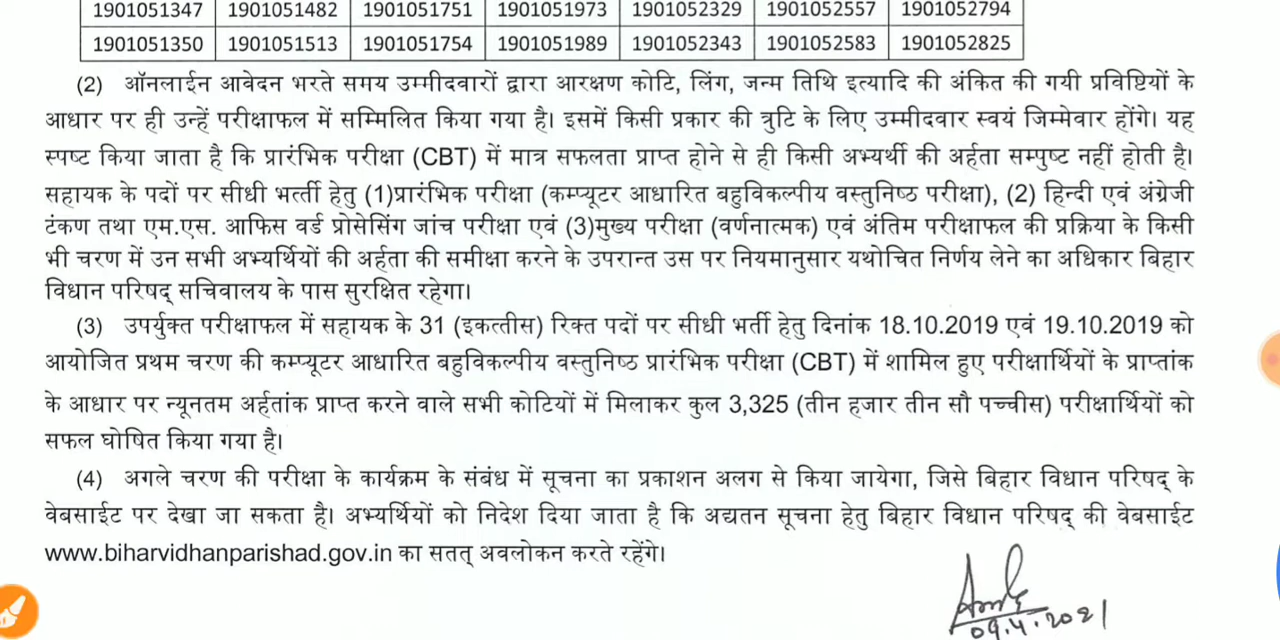 1901051347 1901051482 1901051751 1901051973 1901052329 1901052557 1901052794
1901051350 1901051513 1901051754 1901051989 1901052343 1901052583 1901052825
(2) ऑनलाईन आवेदन भरते समय उम्मीदवारों द्वारा आरक्षण कोटि, लिंग, जन्म तिथि इत्यादि की अंकित की गयी प्रविष्टियों के
आधार पर ही उन्हें परीक्षाफल में सम्मिलित किया गया है। इसमें किसी प्रकार की त्रुटि के लिए उम्मीदवार स्वयं जिम्मेवार होंगे। यह
स्पष्ट किया जाता है कि प्रारंभिक परीक्षा (CBT) में मात्र सफलता प्राप्त होने से ही किसी अभ्यर्थी की अर्हता सम्पुष्ट नहीं होती है।
सहायक के पदों पर सीधी भर्त्ती हेतु (1)प्रारंभिक परीक्षा (कम्प्यूटर आधारित बहुविकल्पीय वस्तुनिष्ठ परीक्षा), (2) हिन्दी एवं अंग्रेजी
टंकण तथा एम.एस. आफिस वर्ड प्रोसेसिंग जांच परीक्षा एवं (3)मुख्य परीक्षा (वर्णनात्मक) एवं अंतिम परीक्षाफल की प्रक्रिया के किसी
भी चरण में उन सभी अभ्यर्थियों की अर्हता की समीक्षा करने के उपरान्त उस पर नियमानुसार यथोचित निर्णय लेने का अधिकार बिहार
विधान परिषद् सचिवालय के पास सुरक्षित रहेगा।
(3) उपर्युक्त परीक्षाफल में सहायक के 31 (इकत्तीस) रिक्त पदों पर सीधी भर्ती हेतु दिनांक 18.10.2019 एवं 19.10.2019 को
आयोजित प्रथम चरण की कम्प्यूटर आधारित बहुविकल्पीय वस्तुनिष्ठ प्रारंभिक परीक्षा (CBT) में शामिल हुए परीक्षार्थियों के प्राप्तांक
के आधार पर न्यूनतम अर्हतांक प्राप्त करने वाले सभी कोटियों में मिलाकर कुल 3,325 (तीन हजार तीन सौ पच्चीस) परीक्षार्थियों को
सफल घोषित किया गया है।
(4) अगले चरण की परीक्षा के कार्यक्रम के संबंध में सूचना का प्रकाशन अलग से किया जायेगा, जिसे बिहार विधान परिषद् के
वेबसाईट पर देखा जा सकता है। अभ्यर्थियों को निदेश दिया जाता है कि अद्यतन सूचना हेतु बिहार विधान परिषद् की वेबसाईट
www.biharvidhanparishad.gov.in का सतत् अवलोकन करते रहेंगे।
09.4.2021